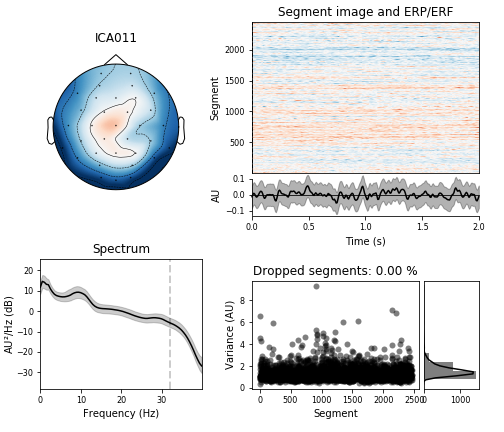 ICA011
Segment image and ERP/ERF
Segment
2000
1500
1000
500
AU
0.1
0.0
−0.1
0.0 0.5 1.0 1.5 2.0
Time (s)
Spectrum
AU²/Hz (dB)
20
10
0
−10
−20
−30
0 10 20 30
Frequency (Hz)
Dropped segments: 0.00 %
Variance (AU)
8
6
4
2
0
0 500 1000 1500 2000 2500
0 1000
Segment